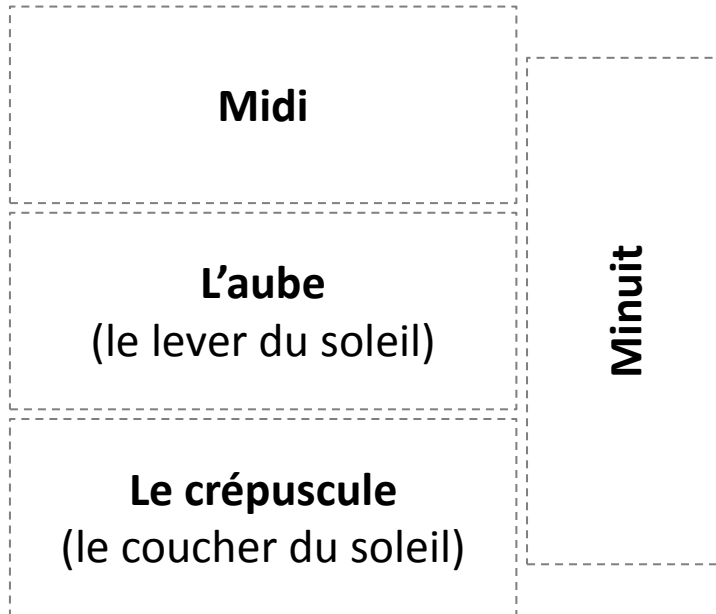 Midi
L’aube
(le lever du soleil)
Le crépuscule
(le coucher du soleil)
Minuit